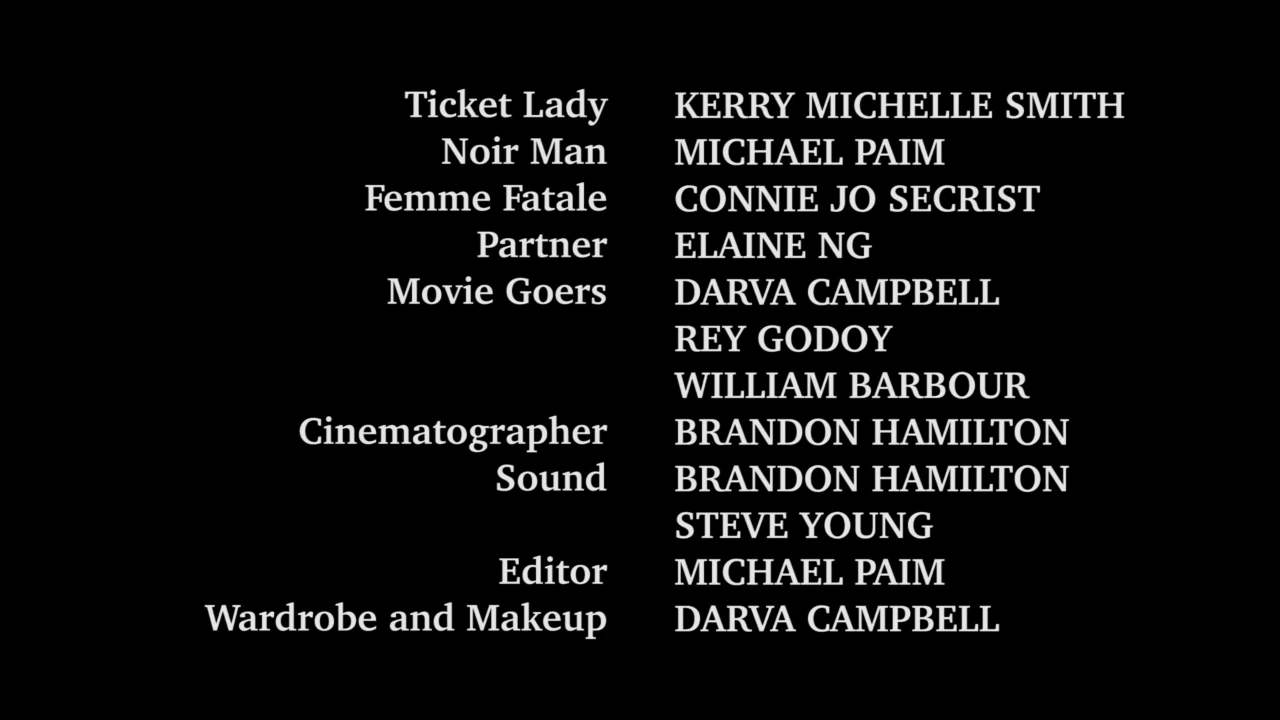 Ticket Lady KERRY MICHELLE SMITH
Noir Man MICHAEL PAIM
Femme Fatale CONNIE JO SECRIST
Partner ELAINE NG
Movie Goers DARVA CAMPBELL
REY GODOY
WILLIAM BARBOUR
Cinematographer BRANDON HAMILTON
Sound BRANDON HAMILTON
STEVE YOUNG
Editor MICHAEL PAIM
Wardrobe and Makeup DARVA CAMPBELL